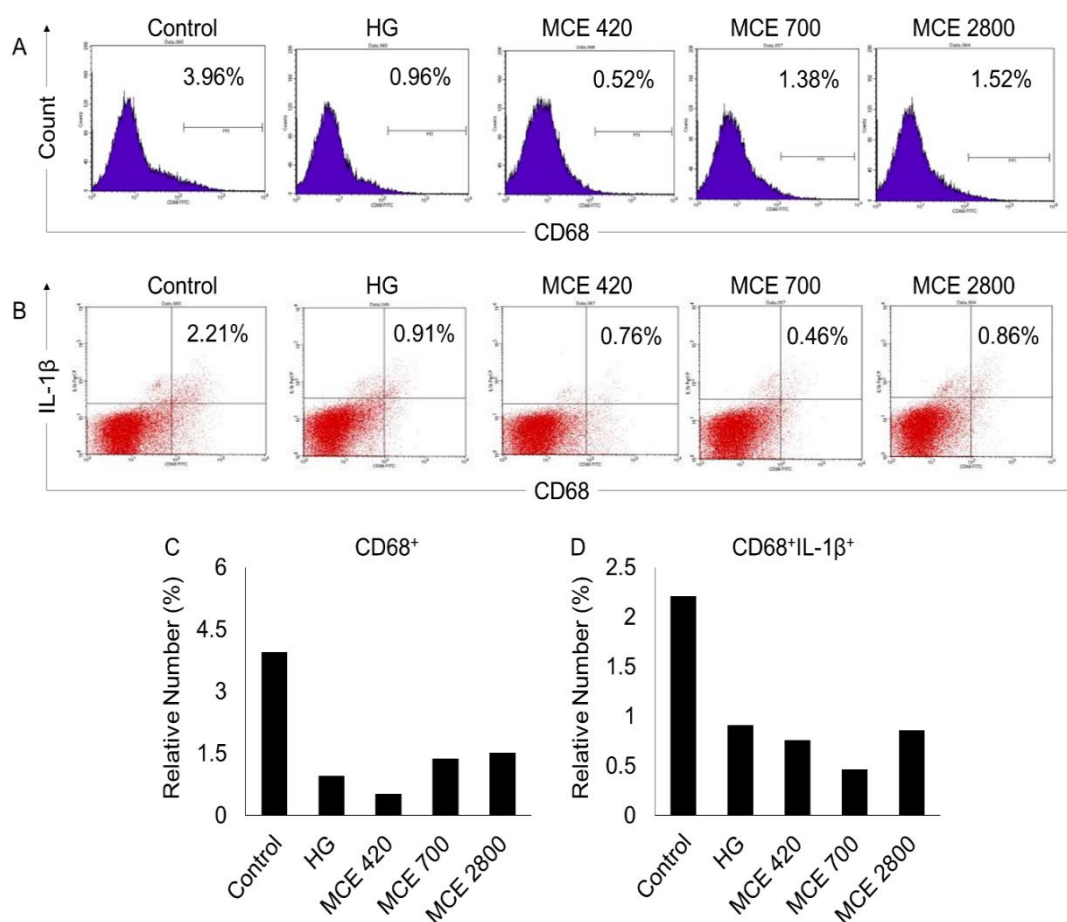 A
Control HG MCE 420 MCE 700 MCE 2800
3.96% 0.96% 0.52% 1.38% 1.52%
Count
CD68
B
Control HG MCE 420 MCE 700 MCE 2800
2.21% 0.91% 0.76% 0.46% 0.86%
IL-1β
CD68
C CD68⁺
Relative Number (%)
6
4.5
3
1.5
0
Control HG MCE 420 MCE 700 MCE 2800
D CD68⁺IL-1β⁺
Relative Number (%)
2.5
2
1.5
1
0.5
0
Control HG MCE 420 MCE 700 MCE 2800